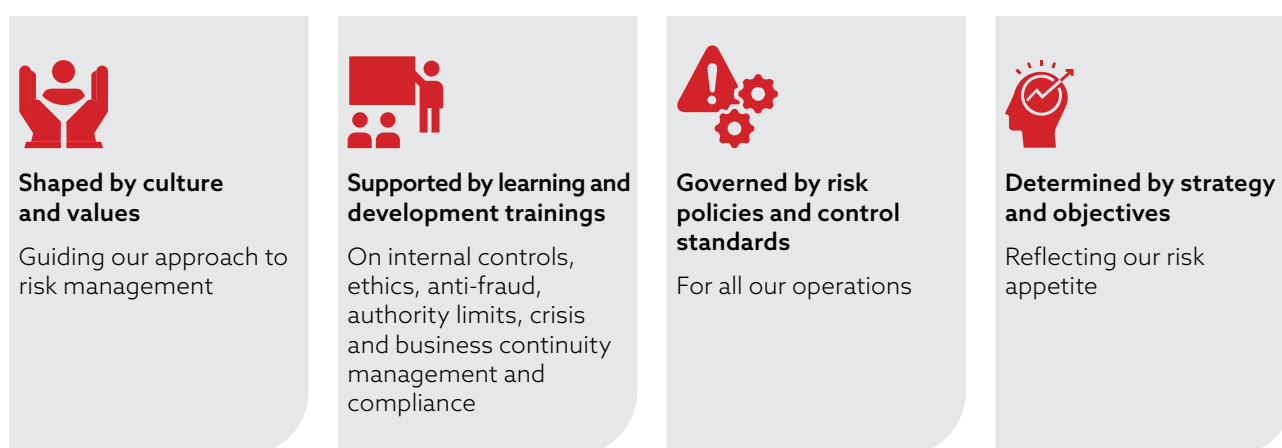 Shaped by culture
and values
Guiding our approach to
risk management
Supported by learning and
development trainings
On internal controls,
ethics, anti-fraud,
authority limits, crisis
and business continuity
management and
compliance
Governed by risk
policies and control
standards
For all our operations
Determined by strategy
and objectives
Reflecting our risk
appetite